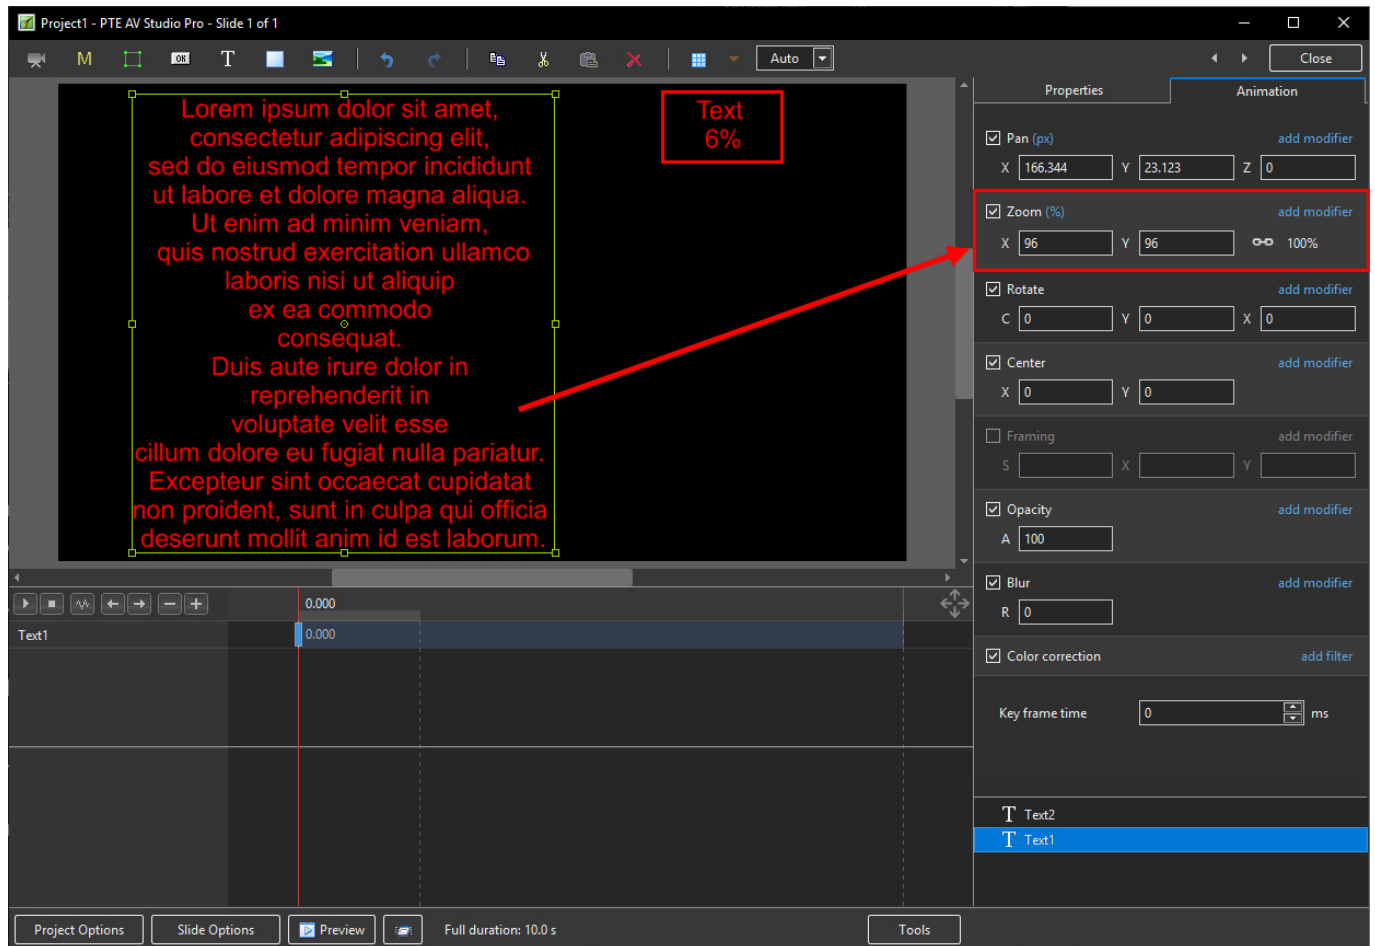 Project1 - PTE AV Studio Pro - Slide 1 of 1
M OK T Auto Close
Lorem ipsum dolor sit amet,
consectetur adipiscing elit,
sed do eiusmod tempor incididunt
ut labore et dolore magna aliqua.
Ut enim ad minim veniam,
quis nostrud exercitation ullamco
laboris nisi ut aliquip
ex ea commodo
consequat.
Duis aute irure dolor in
reprehenderit in
voluptate velit esse
cillum dolore eu fugiat nulla pariatur.
Excepteur sint occaecat cupidatat
non proident, sunt in culpa qui officia
deserunt mollit anim id est laborum.
Text
6%
Properties Animation
Pan (px) add modifier
X 166.344 Y 23.123 Z 0
Zoom (%) add modifier
X 96 Y 96 100%
Rotate add modifier
C 0 Y 0 X 0
Center add modifier
X 0 Y 0
Framing add modifier
S X Y
Opacity add modifier
A 100
Blur add modifier
R 0
Color correction add filter
Key frame time 0 ms
T Text2
T Text1
0.000
Text1 0.000
Project Options Slide Options Preview Full duration: 10.0 s Tools